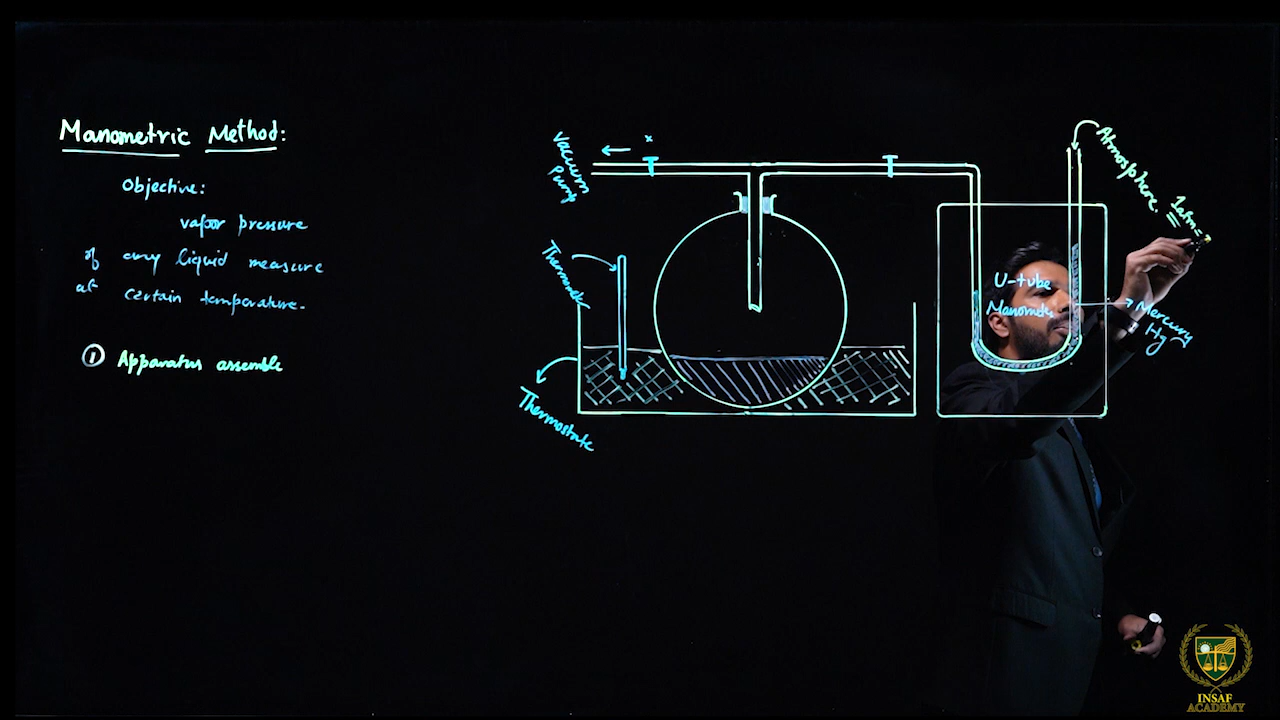 Manometric Method:
Objective:
vapor pressure
of any liquid measure
at certain temperature.
① Apparatus assemble
Vacuum
Pump
x
Thermometer
Thermostate
U-tube
Manomete
Atmosphere.
1atm =
Mercury
Hg
INSAF
ACADEMY